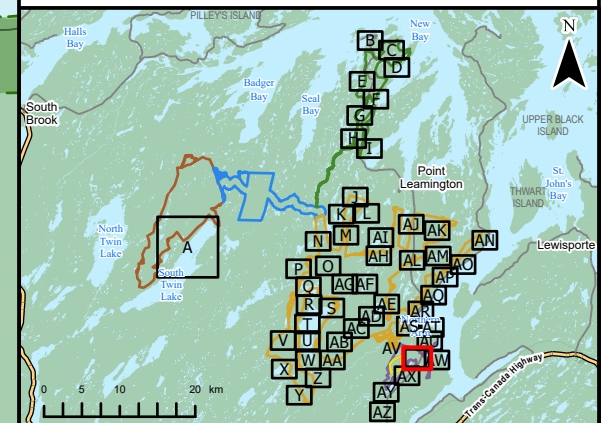 PILLEY'S ISLAND
Halls
Bay
New
Bay
N
B
C
D
Badger
Bay
E
Seal
Bay
F
South
Brook
G
H
I
UPPER BLACK
ISLAND
Point
Leamington
St.
John's
Bay
THWART
ISLAND
J
K
L
AJ
AK
North
Twin
Lake
A
N
M
AI
AN
Lewisporte
AH
AL
AM
AO
P
O
South
Twin
Lake
Q
AG
AF
AP
AQ
R
S
AE
AR
T
AD
AS
AT
AC
V
U
AB
AU
AV
AW
W
AA
X
Z
AX
Y
AY
AZ
Trans-Canada Highway
0 5 10 20 km